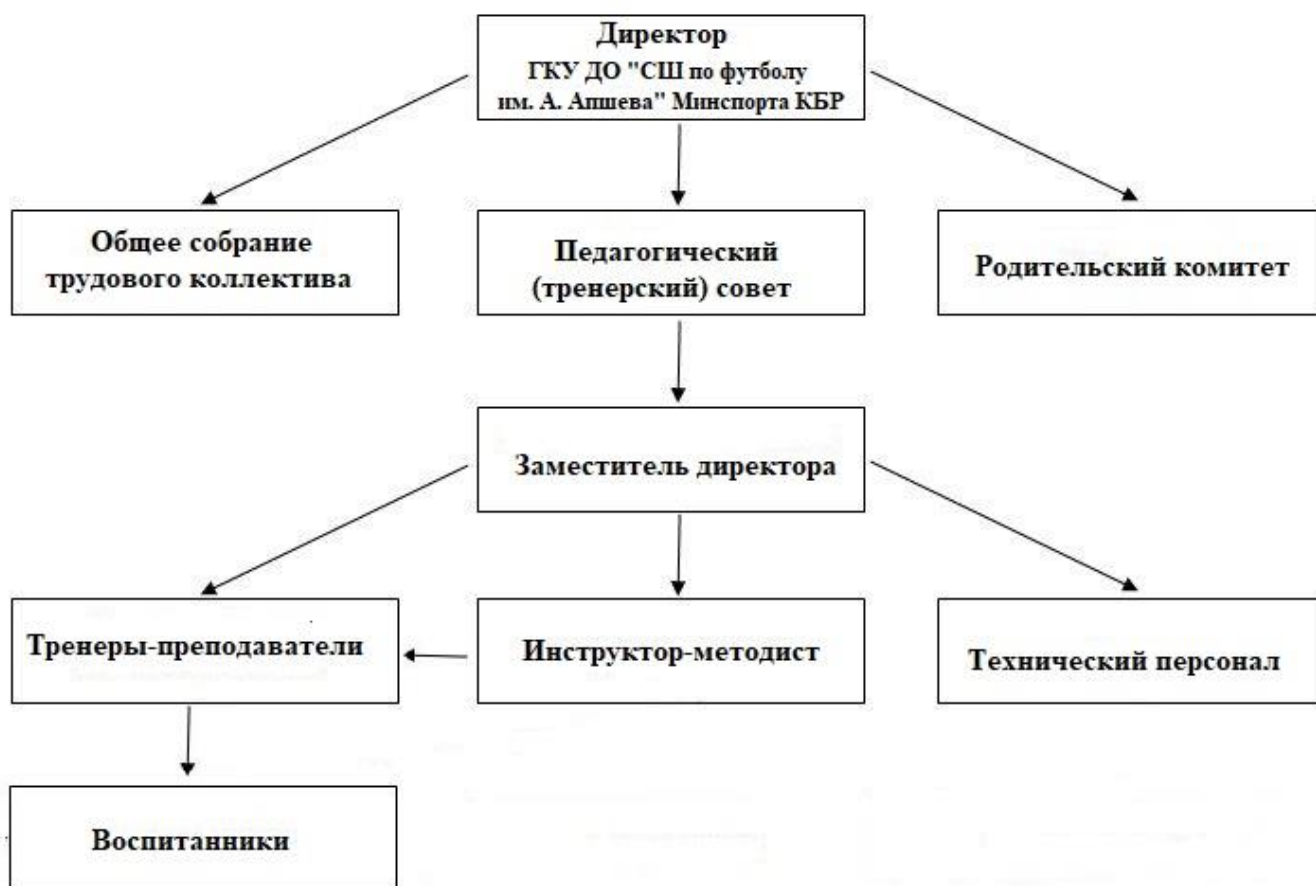 Директор
ГКУ ДО "СШ по футболу
им. А. Апшева" Минспорта КБР
Общее собрание
трудового коллектива
Педагогический
(тренерский) совет
Родительский комитет
Заместитель директора
Тренеры-преподаватели
Инструктор-методист
Технический персонал
Воспитанники